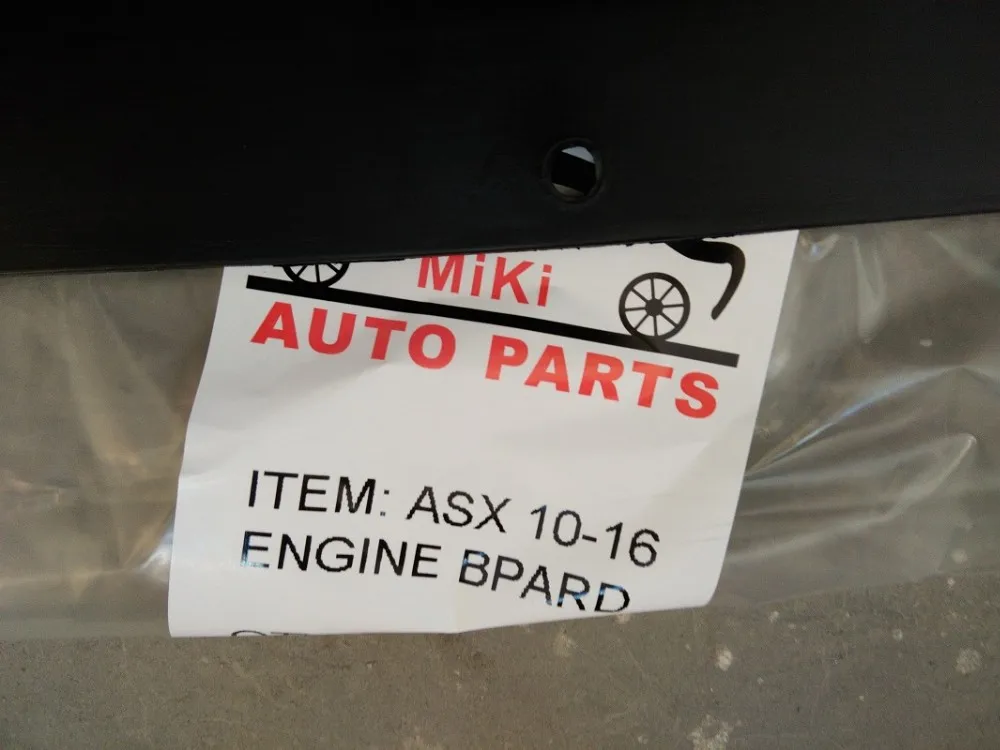 MiKi
AUTO PARTS
ITEM: ASX 10-16
ENGINE BPARD